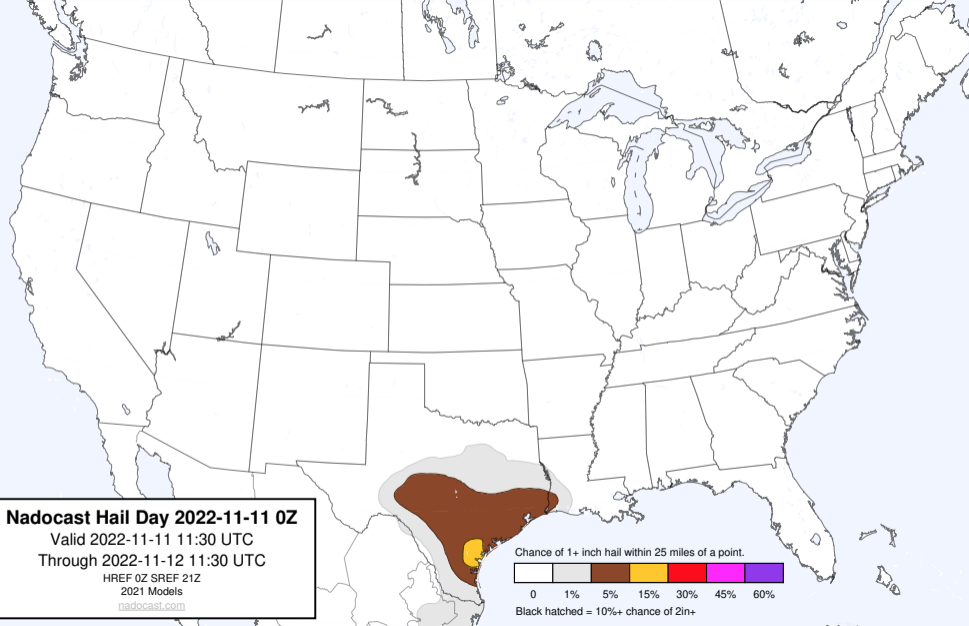 Nadocast Hail Day 2022-11-11 0Z
Valid 2022-11-11 11:30 UTC
Through 2022-11-12 11:30 UTC
HREF 0Z SREF 21Z
2021 Models
nadocast.com
Chance of 1+ inch hail within 25 miles of a point.
0 1% 5% 15% 30% 45% 60%
Black hatched = 10%+ chance of 2in+